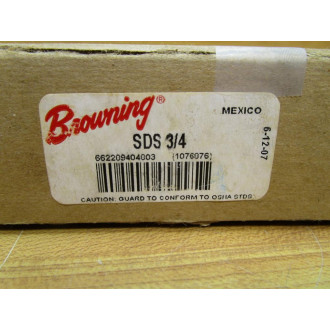 Browning®
MEXICO
SDS 3/4
662209404003 (1076976)
CAUTION: GUARD TO CONFORM TO OSHA STDS
6-12-07